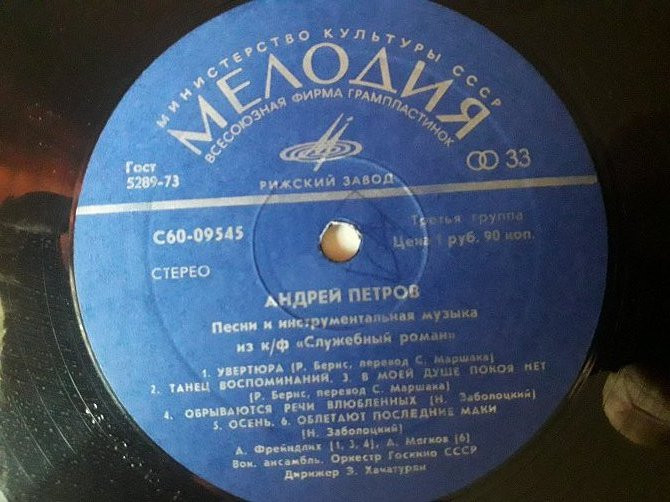 МИНИСТЕРСТВО КУЛЬТУРЫ СССР
МЕЛОДИЯ
ВСЕСОЮЗНАЯ ФИРМА ГРАМПЛАСТИНОК
Гост
5289-73
33
РИЖСКИЙ ЗАВОД
С60-09545
Третья группа
Цена 1 руб. 90 коп.
СТЕРЕО
АНДРЕЙ ПЕТРОВ
Песни и инструментальная музыка
из к/ф «Служебный роман»
1. УВЕРТЮРА (Р. Бернс, перевод С. Маршака)
2. ТАНЕЦ ВОСПОМИНАНИЙ. 3. В МОЕЙ ДУШЕ ПОКОЯ НЕТ
(Р. Бернс, перевод С. Маршака)
4. ОБРЫВАЮТСЯ РЕЧИ ВЛЮБЛЕННЫХ (Н. Заболоцкий)
5. ОСЕНЬ. 6. ОБЛЕТАЮТ ПОСЛЕДНИЕ МАКИ
(Н. Заболоцкий)
А. Фрейндлих [1, 3, 4], А. Мягков [6]
Вок. ансамбль. Оркестр Госкино СССР
Дирижер Э. Хачатурян